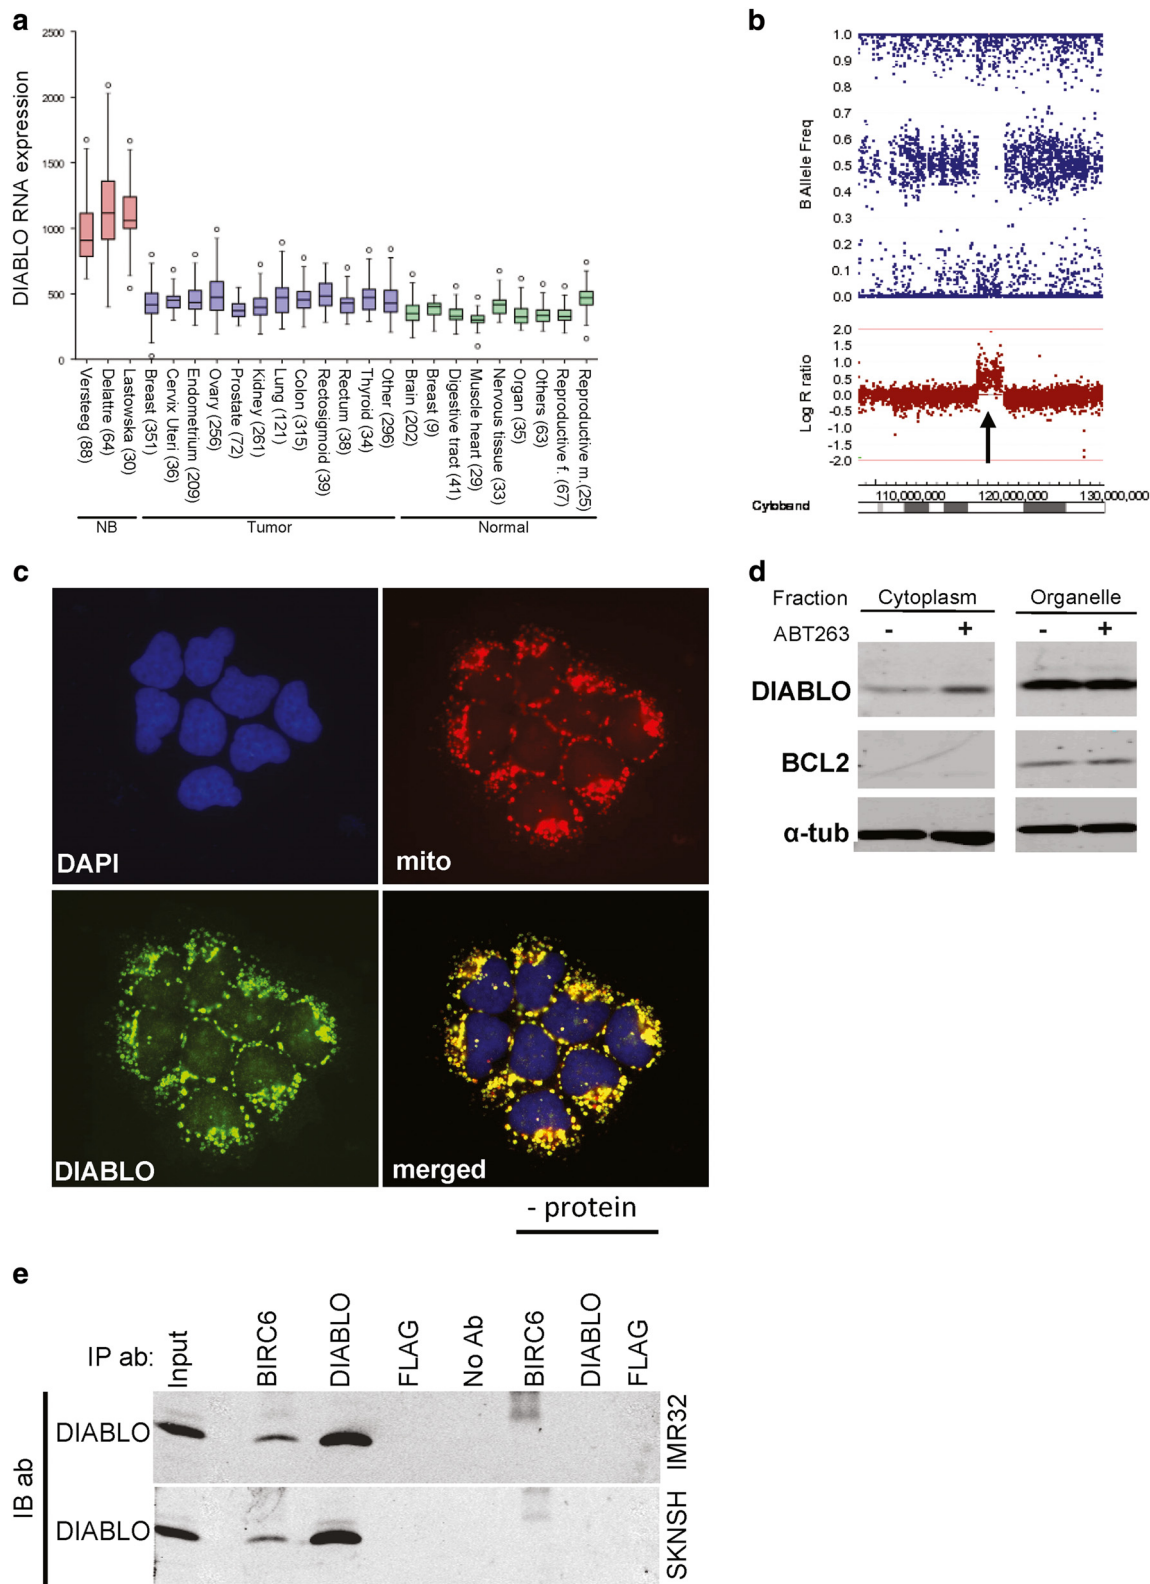 a
DIABLO RNA expression
2500
2000
1500
1000
500
0
Versteeg (88)
Delattre (64)
Lastowska (30)
Breast (351)
Cervix Uteri (36)
Endometrium (209)
Ovary (256)
Prostate (72)
Kidney (261)
Lung (121)
Colon (315)
Rectosigmoid (39)
Rectum (38)
Thyroid (34)
Other (296)
Brain (202)
Breast (9)
Digestive tract (41)
Muscle heart (29)
Nervous tissue (33)
Organ (35)
Others (63)
Reproductive f. (67)
Reproductive m.(25)
NB
Tumor
Normal
b
B Allele Freq
1.0
0.9
0.8
0.7
0.6
0.5
0.4
0.3
0.2
0.1
0.0
Log R ratio
2.0
1.5
1.0
0.5
0.0
-0.5
-1.0
-1.5
-2.0
110,000,000
120,000,000
130,000,000
c
DAPI
mito
DIABLO
merged
d
Fraction
Cytoplasm
Organelle
ABT263
- + - +
DIABLO
BCL2
α-tub
- protein
e
IP ab:
Input
BIRC6
DIABLO
FLAG
No Ab
BIRC6
DIABLO
FLAG
IB ab
DIABLO
IMR32
DIABLO
SKNSH